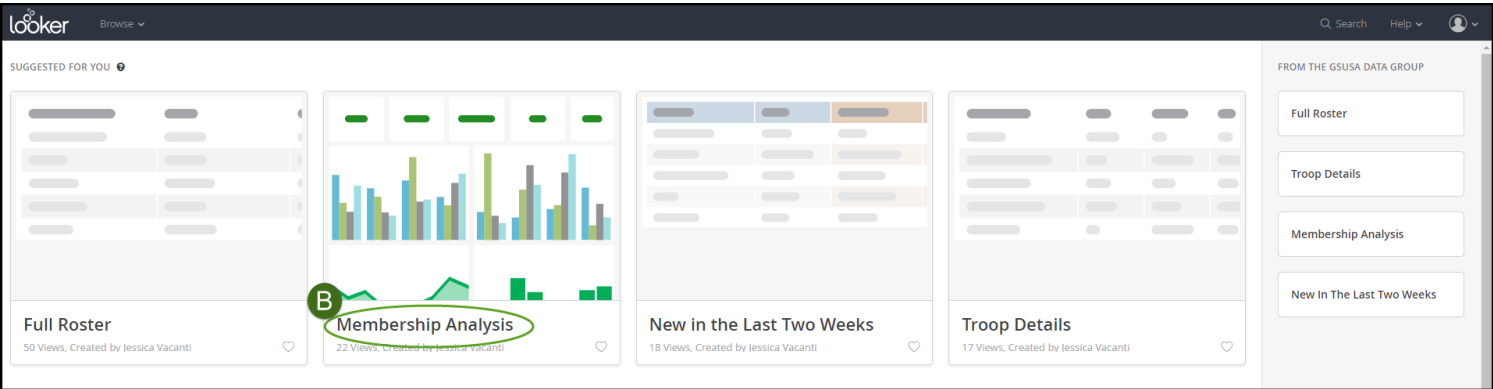 looker
Browse
Search
Help
SUGGESTED FOR YOU ?
FROM THE GSUSA DATA GROUP
Full Roster
Troop Details
Membership Analysis
New In The Last Two Weeks
B
Full Roster
50 Views, Created by Jessica Vacanti
Membership Analysis
22 Views, Created by Jessica Vacanti
New in the Last Two Weeks
18 Views, Created by Jessica Vacanti
Troop Details
17 Views, Created by Jessica Vacanti